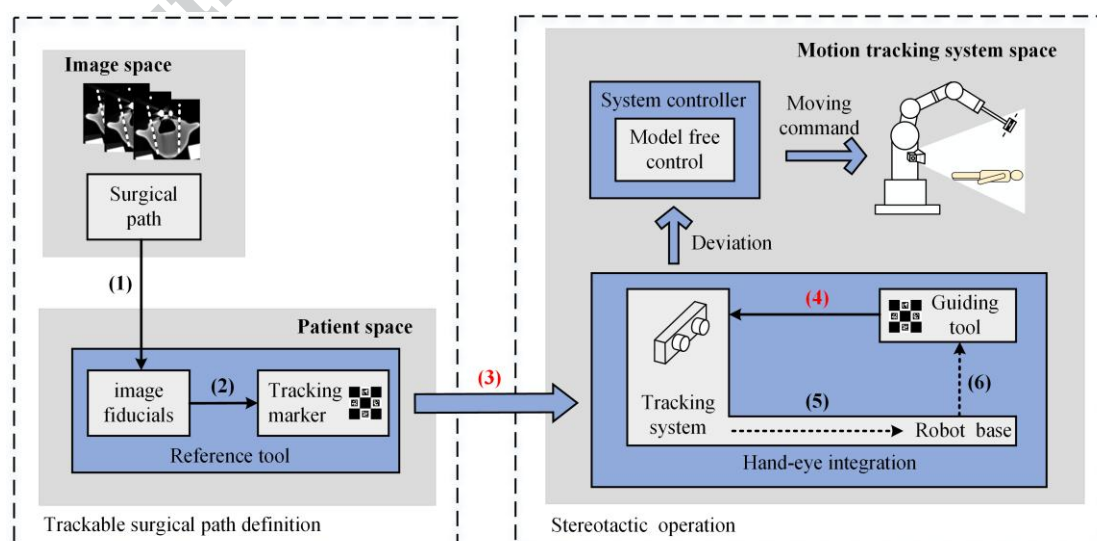 Image space
Surgical
path
(1)
Patient space
image
fiducials
(2)
Tracking
marker
Reference tool
Trackable surgical path definition
(3)
Motion tracking system space
System controller
Model free
control
Moving
command
Deviation
(4)
Guiding
tool
Tracking
system
(5)
(6)
Robot base
Hand-eye integration
Stereotactic operation